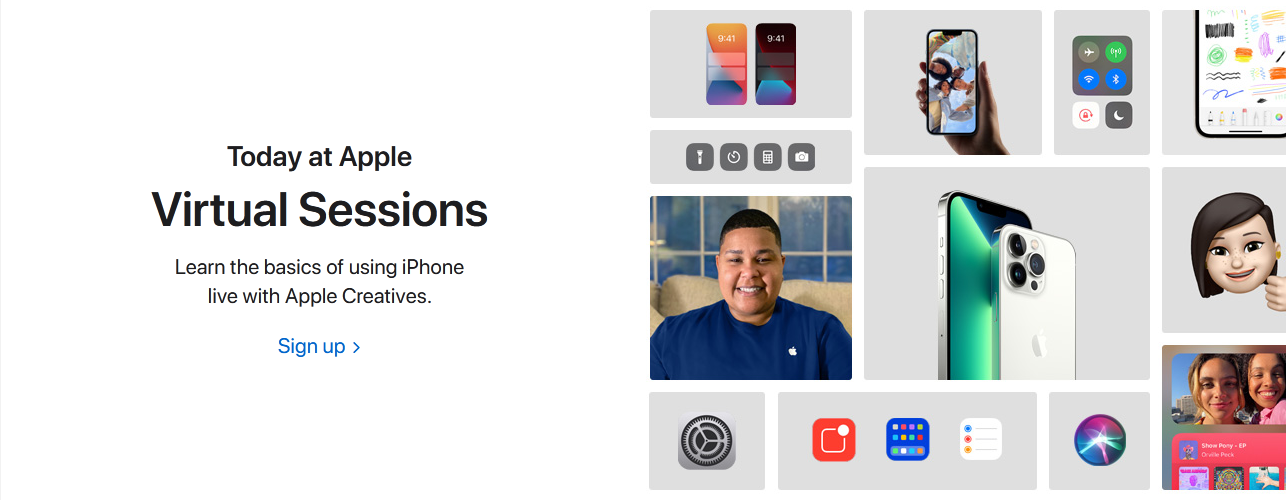 Today at Apple
Virtual Sessions
Learn the basics of using iPhone
live with Apple Creatives.
Sign up >
9:41
9:41
Show Pony - EP
Orville Peck